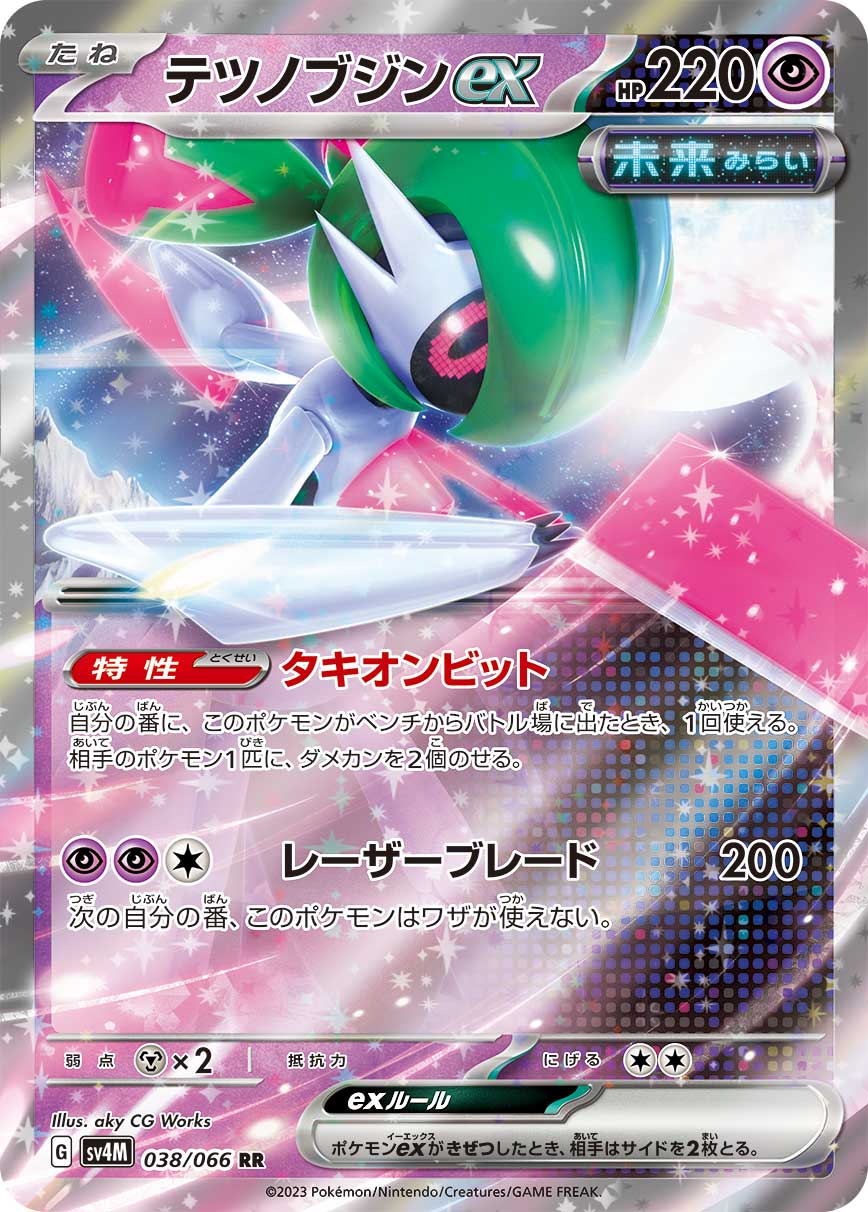 たね テツノブジンex HP220
未来 みらい
特性 とくせい タキオンビット
自分の番に、このポケモンがベンチからバトル場に出たとき、1回使える。
相手のポケモン1匹に、ダメカンを2個のせる。
レーザーブレード 200
次の自分の番、このポケモンはワザが使えない。
弱点 ×2 抵抗力 にげる
exルール
ポケモンexがきぜつしたとき、相手はサイドを2枚とる。
Illus. aky CG Works
G sv4M 038/066 RR
©2023 Pokémon/Nintendo/Creatures/GAME FREAK.